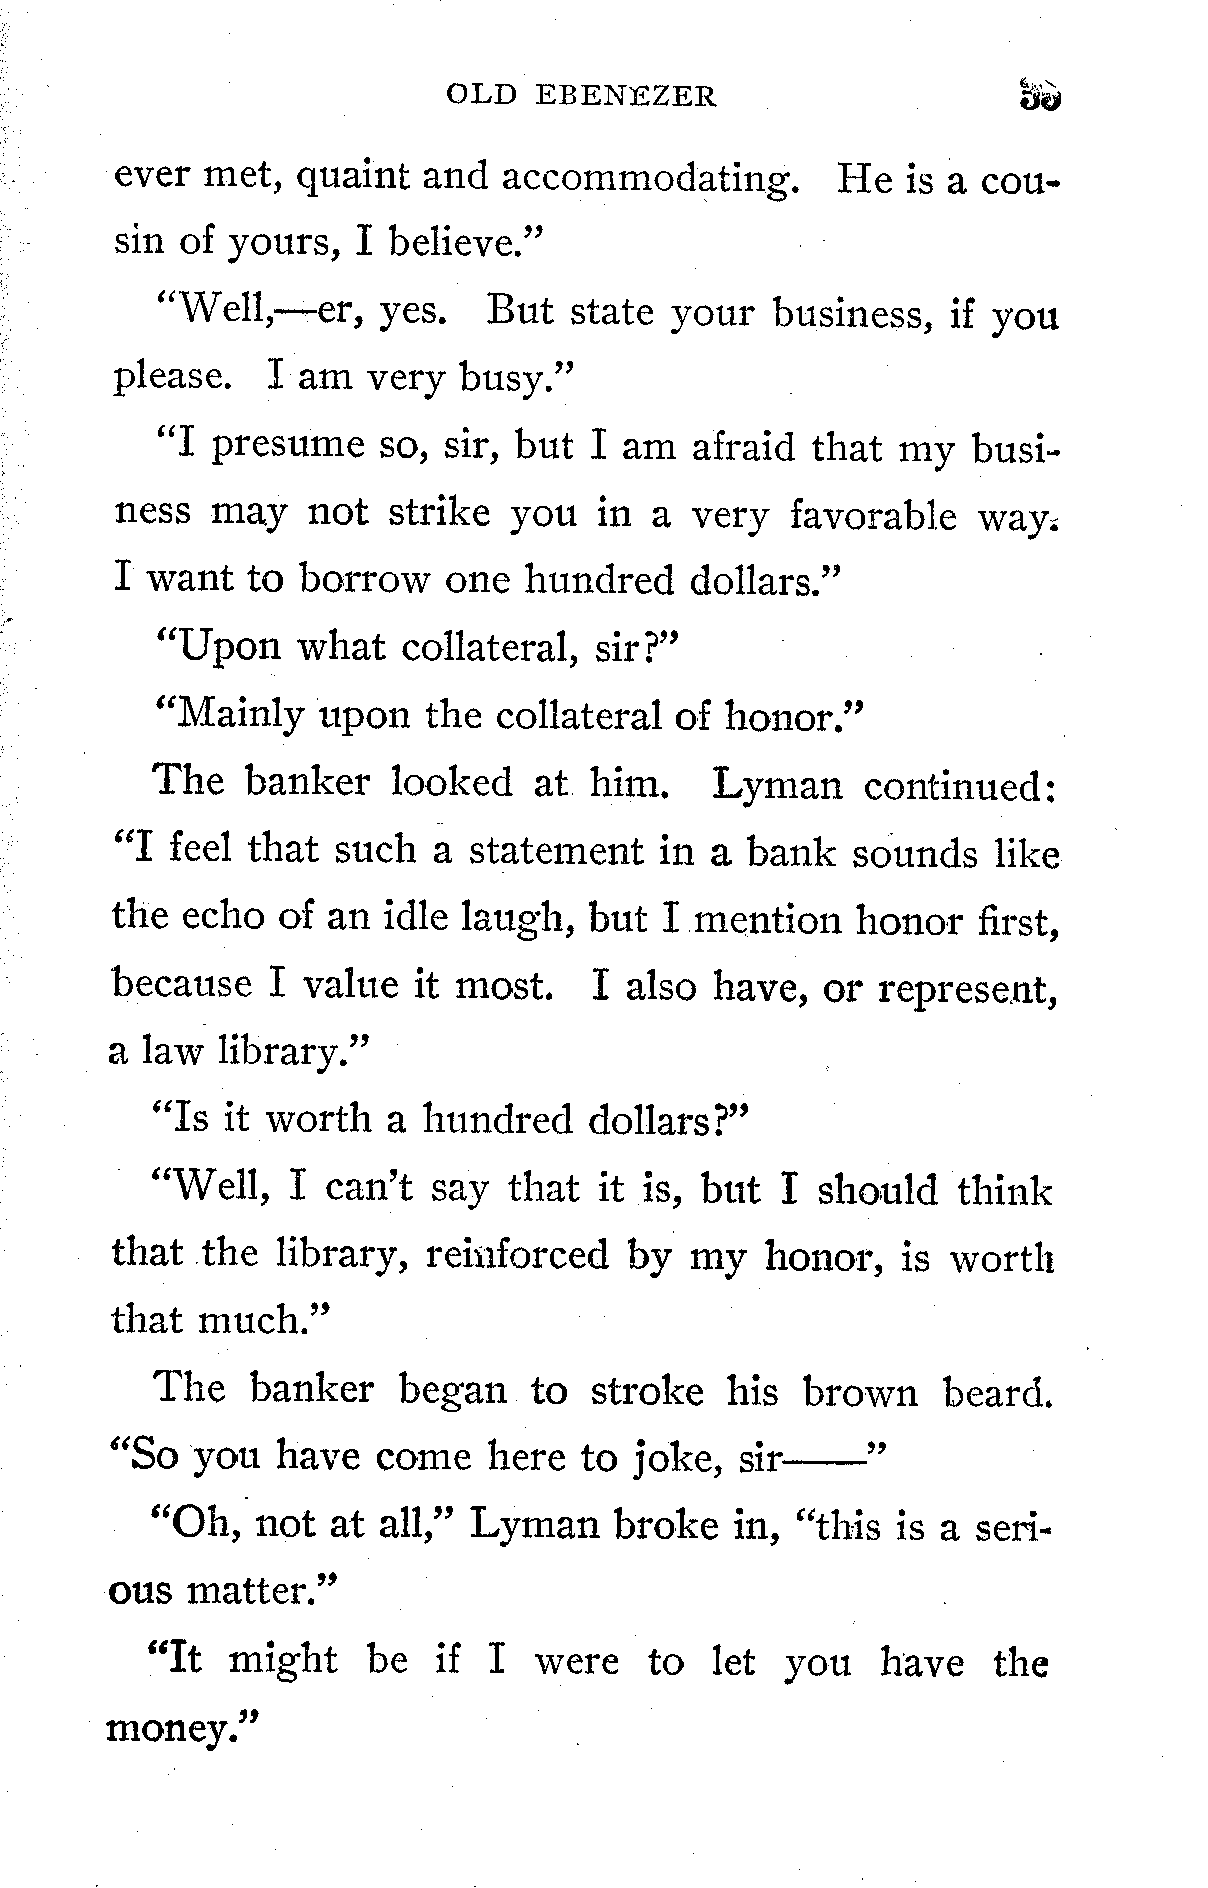 OLD EBENEZER
ever met, quaint and accommodating. He is a cou-
sin of yours, I believe.”
“Well,—er, yes. But state your business, if you
please. I am very busy.”
“I presume so, sir, but I am afraid that my busi-
ness may not strike you in a very favorable way.
I want to borrow one hundred dollars.”
“Upon what collateral, sir?”
“Mainly upon the collateral of honor.”
The banker looked at him. Lyman continued:
“I feel that such a statement in a bank sounds like
the echo of an idle laugh, but I mention honor first,
because I value it most. I also have, or represent,
a law library.”
“Is it worth a hundred dollars?”
“Well, I can’t say that it is, but I should think
that the library, reinforced by my honor, is worth
that much.”
The banker began to stroke his brown beard.
“So you have come here to joke, sir——”
“Oh, not at all,” Lyman broke in, “this is a seri-
ous matter.”
“It might be if I were to let you have the
money.”